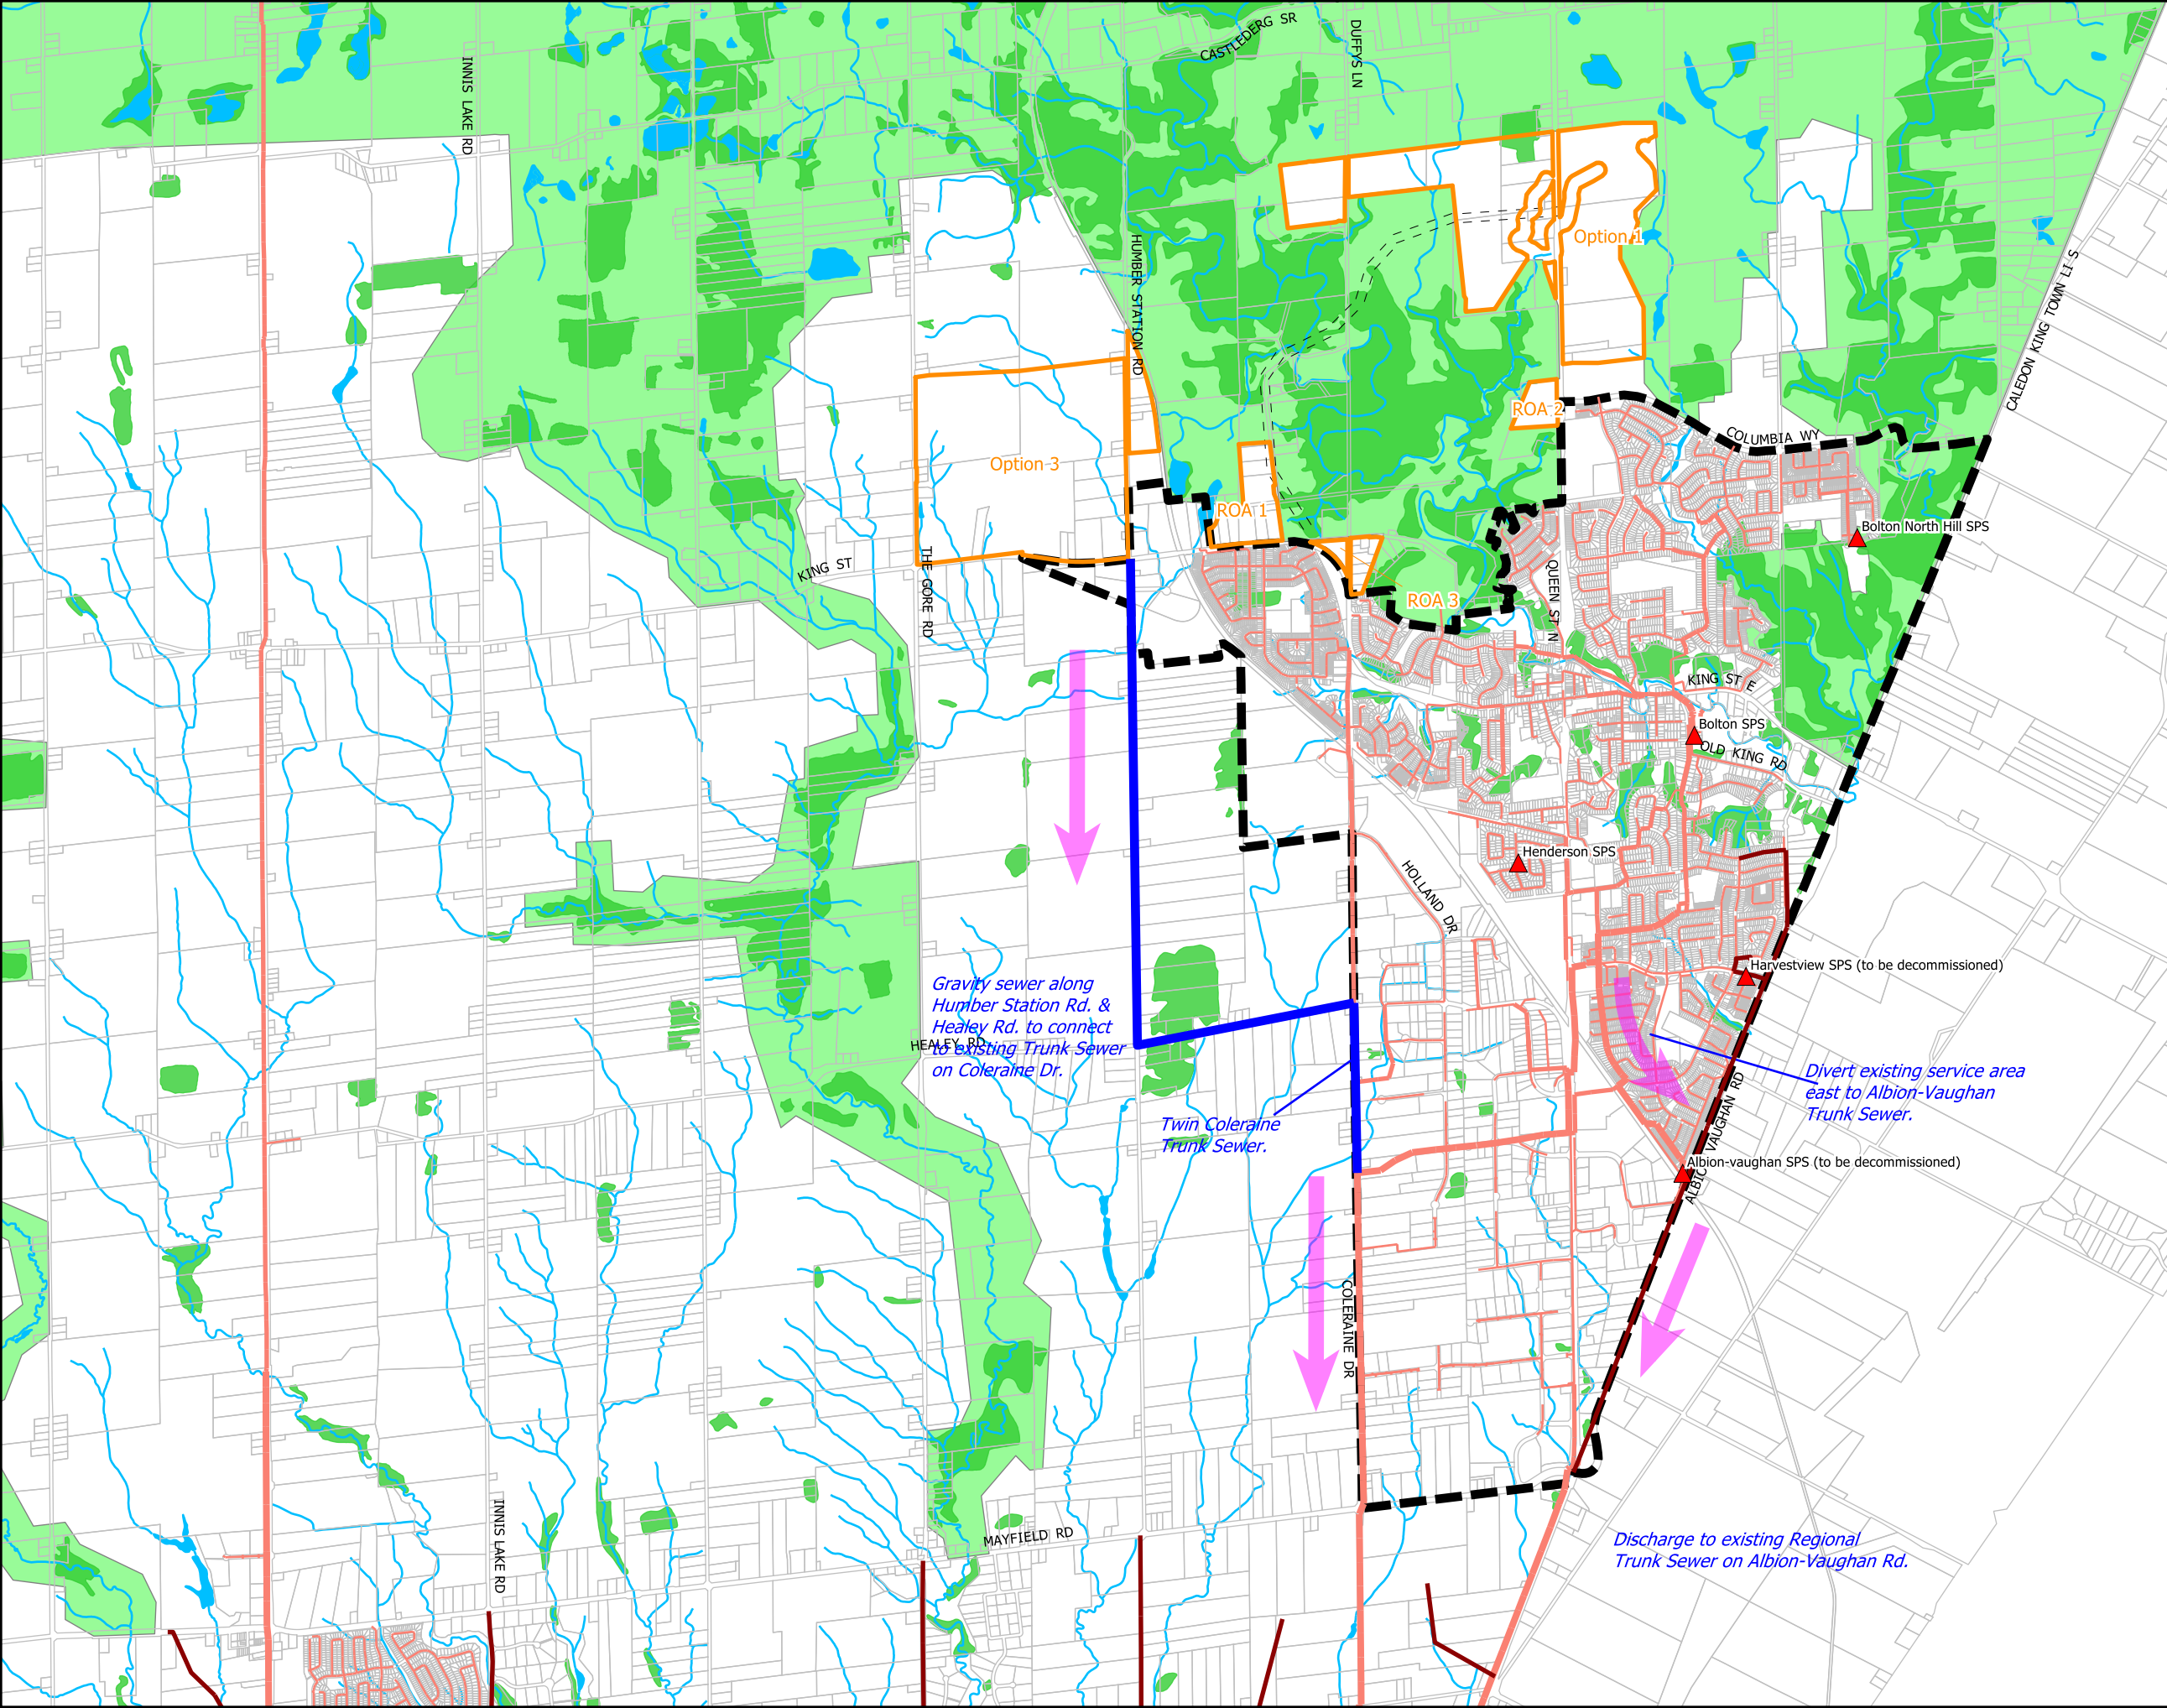 CASTLEDERG SR
DUFFYS LN
INNIS LAKE RD
HUMBER STATION RD
Option 1
CALEDON KING TOWN LI S
ROA 2
COLUMBIA WY
Option 3
ROA 1
Bolton North Hill SPS
KING ST
THE GORE RD
QUEEN ST N
ROA 3
KING ST E
Bolton SPS
OLD KING RD
Henderson SPS
HOLLAND DR
Harvestview SPS (to be decommissioned)
Gravity sewer along
Humber Station Rd. &
Healey Rd. to connect
to existing Trunk Sewer
on Coleraine Dr.
HEALEY RD
Divert existing service area
east to Albion-Vaughan
Trunk Sewer.
Twin Coleraine
Trunk Sewer.
ALBION VAUGHAN RD
Albion-vaughan SPS (to be decommissioned)
COLERAINE DR
INNIS LAKE RD
MAYFIELD RD
Discharge to existing Regional
Trunk Sewer on Albion-Vaughan Rd.